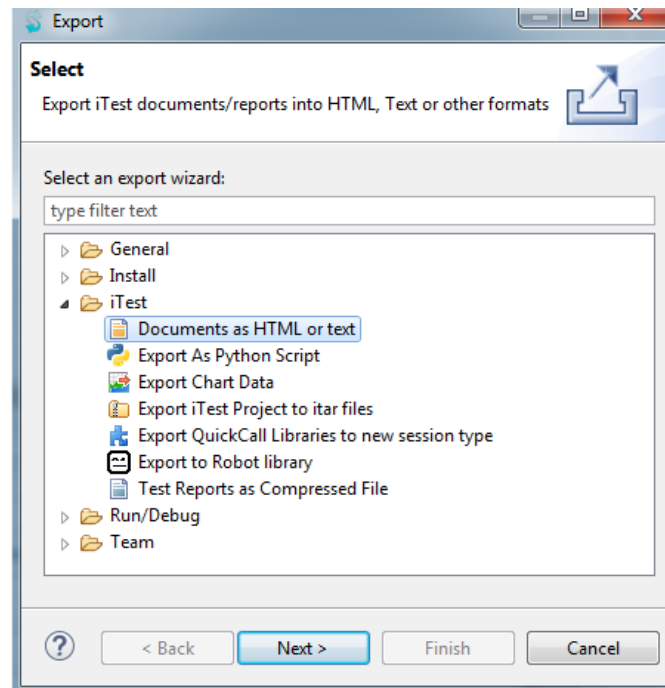 Export
Select
Export iTest documents/reports into HTML, Text or other formats
Select an export wizard:
type filter text
General
Install
iTest
Documents as HTML or text
Export As Python Script
Export Chart Data
Export iTest Project to itar files
Export QuickCall Libraries to new session type
Export to Robot library
Test Reports as Compressed File
Run/Debug
Team
? < Back Next > Finish Cancel